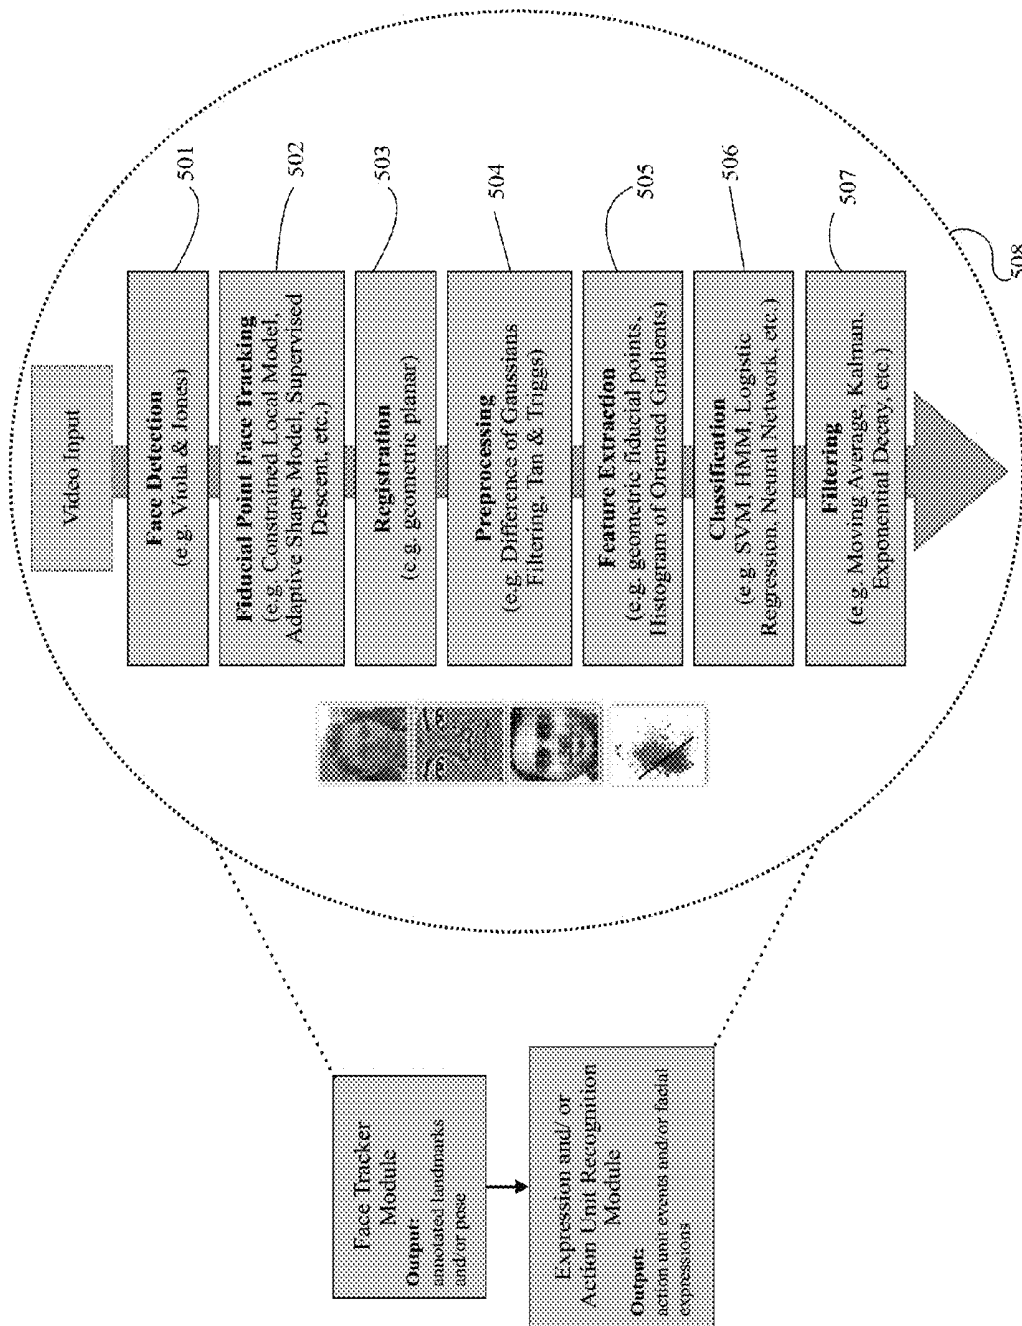 Face Tracker
Module
Output:
annotated landmarks
and/or pose
Expression and/ or
Action Unit Recognition
Module
Output:
action unit events and/or facial
expressions
Video Input
Face Detection
(e.g. Viola & Jones)
501
Fiducial Point Face Tracking
(e.g. Constrained Local Model,
Adaptive Shape Model, Supervised
Descent, etc.)
502
Registration
(e.g. geometric planar)
503
Preprocessing
(e.g. Difference of Gaussians
Filtering, Tan & Triggs)
504
Feature Extraction
(e.g. geometric fiducial points,
Histogram of Oriented Gradients)
505
Classification
(e.g. SVM, HMM, Logistic
Regression, Neural Network, etc.)
506
Filtering
(e.g. Moving Average, Kalman,
Exponential Decay, etc)
507
508